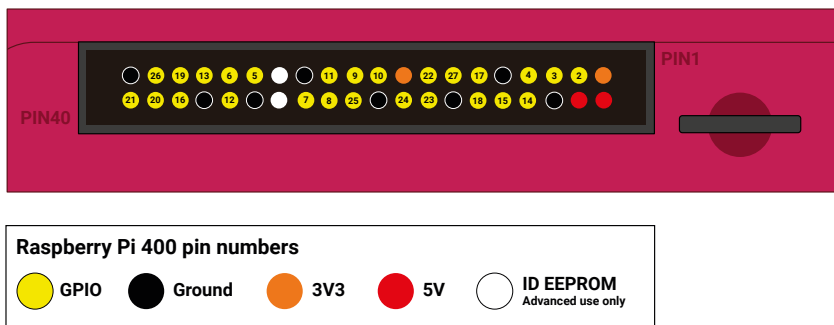 PIN1
26 19 13 6 5 11 9 10 22 27 17 4 3 2
21 20 16 12 7 8 25 24 23 18 15 14
PIN40
Raspberry Pi 400 pin numbers
GPIO Ground 3V3 5V ID EEPROM
Advanced use only